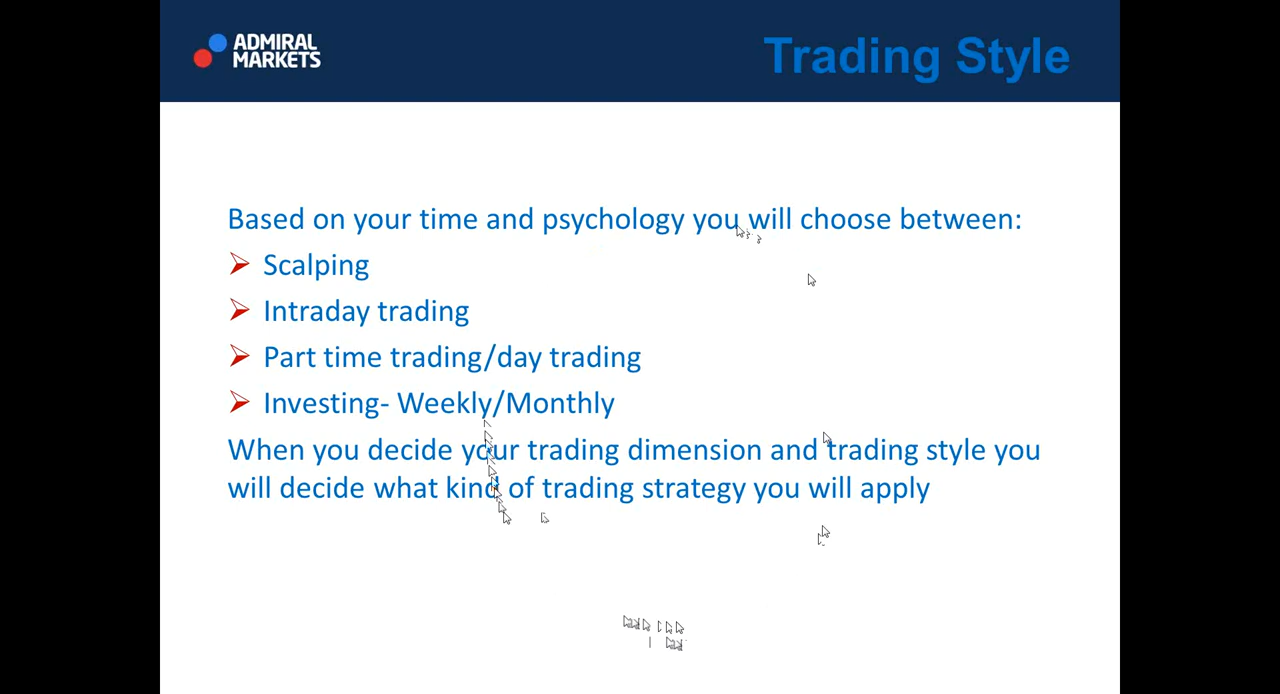 ADMIRAL
MARKETS
Trading Style
Based on your time and psychology you will choose between:
Scalping
Intraday trading
Part time trading/day trading
Investing- Weekly/Monthly
When you decide your trading dimension and trading style you
will decide what kind of trading strategy you will apply